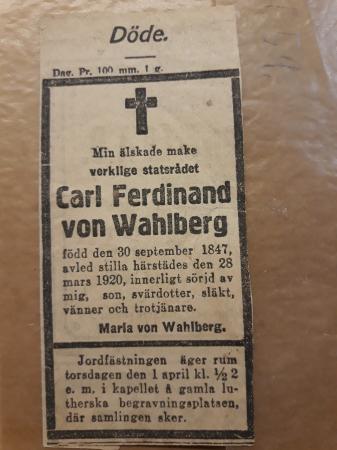 Döde.
Dag. Pr. 100 mm. 1 g.
Min älskade make
verklige statsrådet
Carl Ferdinand
von Wahlberg
född den 30 september 1847,
avled stilla härstädes den 28
mars 1920, innerligt sörjd av
mig, son, svärdotter, släkt,
vänner och trotjänare.
Maria von Wahlberg.
Jordfästningen äger rum
torsdagen den 1 april kl. ½2
e. m. i kapellet å gamla lu-
therska begravningsplatsen,
där samlingen sker.